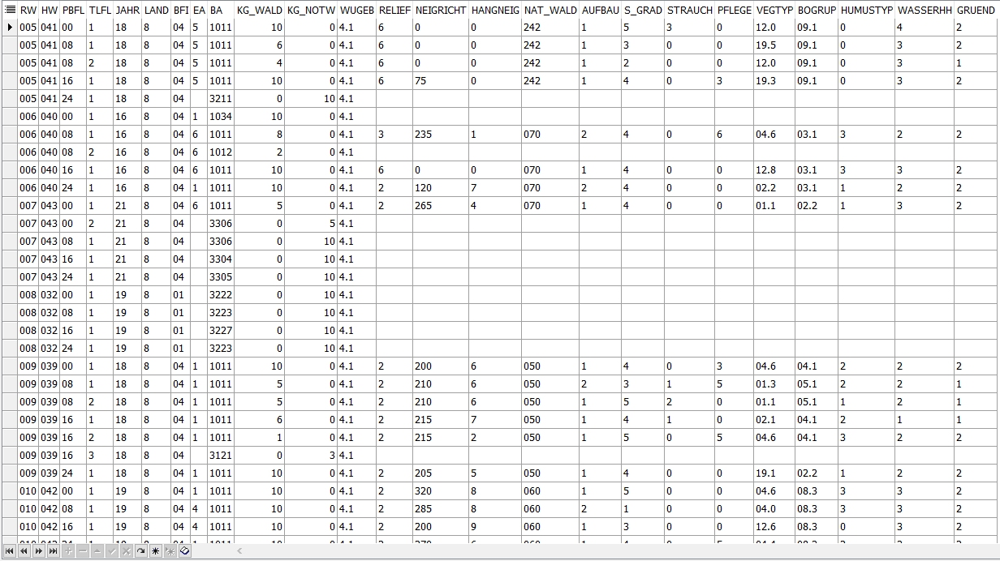 RW HW PBFL TLFL JAHR LAND BFI EA BA KG_WALD KG_NOTW WUGEB RELIEF NEIGRICHT HANGNEIG NAT_WALD AUFBAU S_GRAD STRAUCH PFLEGE VEGTYP BOGRUP HUMUSTYP WASSERHH GRUEND
005 041 00 1 18 8 04 5 1011 10 0 4.1 6 0 0 242 1 5 3 0 12.0 09.1 0 4 2
005 041 08 1 18 8 04 5 1011 6 0 4.1 6 0 0 242 1 3 0 0 19.5 09.1 0 3 2
005 041 08 2 18 8 04 5 1011 4 0 4.1 6 0 0 242 1 2 0 0 12.0 09.1 0 3 1
005 041 16 1 18 8 04 5 1011 10 0 4.1 6 75 0 242 1 4 0 3 19.3 09.1 0 3 2
005 041 24 1 18 8 04 3211 0 10 4.1
006 040 00 1 16 8 04 1 1034 10 0 4.1
006 040 08 1 16 8 04 6 1011 8 0 4.1 3 235 1 070 2 4 0 6 04.6 03.1 3 2 2
006 040 08 2 16 8 04 6 1012 2 0 4.1
006 040 16 1 16 8 04 6 1011 10 0 4.1 6 0 0 070 1 4 0 0 12.8 03.1 3 3 2
006 040 24 1 16 8 04 1 1011 10 0 4.1 2 120 7 070 2 4 0 0 02.2 03.1 1 2 2
007 043 00 1 21 8 04 6 1011 5 0 4.1 2 265 4 070 1 4 0 0 01.1 02.2 1 3 2
007 043 00 2 21 8 04 3306 0 5 4.1
007 043 08 1 21 8 04 3306 0 10 4.1
007 043 16 1 21 8 04 3304 0 10 4.1
007 043 24 1 21 8 04 3305 0 10 4.1
008 032 00 1 19 8 01 3222 0 10 4.1
008 032 08 1 19 8 01 3223 0 10 4.1
008 032 16 1 19 8 01 3227 0 10 4.1
008 032 24 1 19 8 01 3223 0 10 4.1
009 039 00 1 18 8 04 1 1011 10 0 4.1 2 200 6 050 1 4 0 3 04.6 04.1 2 2 2
009 039 08 1 18 8 04 1 1011 5 0 4.1 2 210 6 050 2 3 1 5 01.3 05.1 2 2 1
009 039 08 2 18 8 04 1 1011 5 0 4.1 2 210 6 050 1 5 2 0 01.1 05.1 1 2 1
009 039 16 1 18 8 04 1 1011 6 0 4.1 2 215 7 050 1 4 1 0 02.1 04.1 2 1 1
009 039 16 2 18 8 04 1 1011 1 0 4.1 2 215 2 050 1 5 0 5 04.6 04.1 3 2 2
009 039 16 3 18 8 04 3121 0 3 4.1
009 039 24 1 18 8 04 1 1011 10 0 4.1 2 205 5 050 1 4 0 0 19.1 02.2 1 2 2
010 042 00 1 19 8 04 1 1011 10 0 4.1 2 320 8 060 1 5 0 0 04.6 08.3 3 3 2
010 042 08 1 19 8 04 4 1011 10 0 4.1 2 285 8 060 2 1 0 0 04.0 08.3 3 3 2
010 042 16 1 19 8 04 4 1011 10 0 4.1 2 200 9 060 1 3 0 0 12.6 08.3 0 3 2